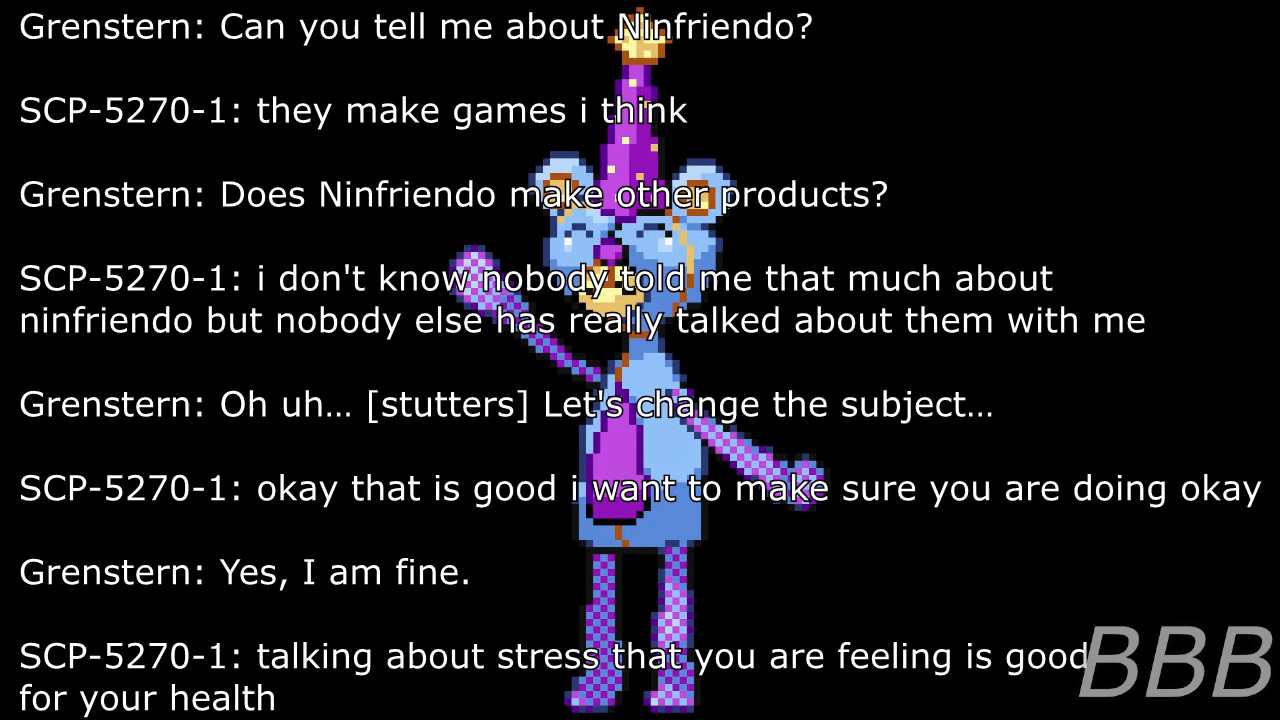 Grenstern: Can you tell me about Ninfriendo?
SCP-5270-1: they make games i think
Grenstern: Does Ninfriendo make other products?
SCP-5270-1: i don't know nobody told me that much about
ninfriendo but nobody else has really talked about them with me
Grenstern: Oh uh... [stutters] Let's change the subject...
SCP-5270-1: okay that is good i want to make sure you are doing okay
Grenstern: Yes, I am fine.
SCP-5270-1: talking about stress that you are feeling is good
for your health
BBB